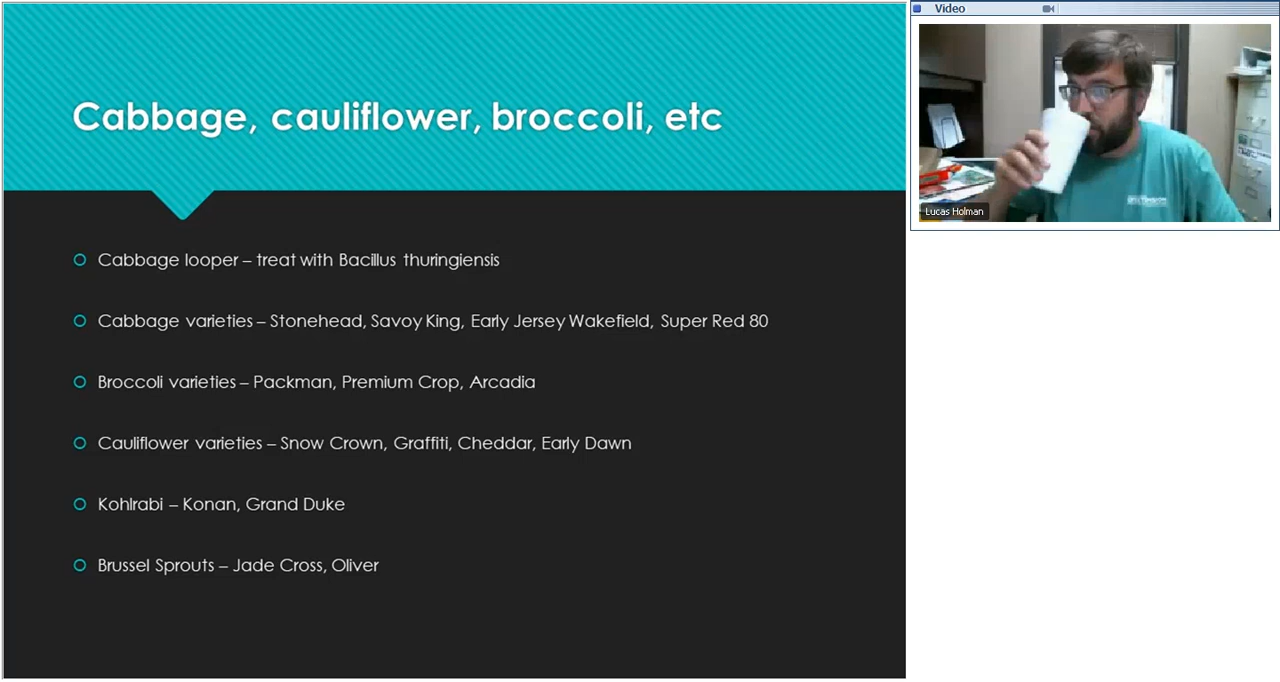 Cabbage, cauliflower, broccoli, etc
Cabbage looper – treat with Bacillus thuringiensis
Cabbage varieties – Stonehead, Savoy King, Early Jersey Wakefield, Super Red 80
Broccoli varieties – Packman, Premium Crop, Arcadia
Cauliflower varieties – Snow Crown, Graffiti, Cheddar, Early Dawn
Kohlrabi – Konan, Grand Duke
Brussel Sprouts – Jade Cross, Oliver
Video
Lucas Holman